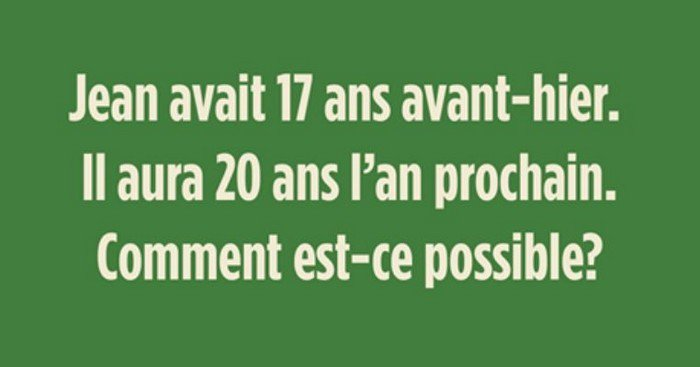 Jean avait 17 ans avant-hier.
Il aura 20 ans l’an prochain.
Comment est-ce possible?